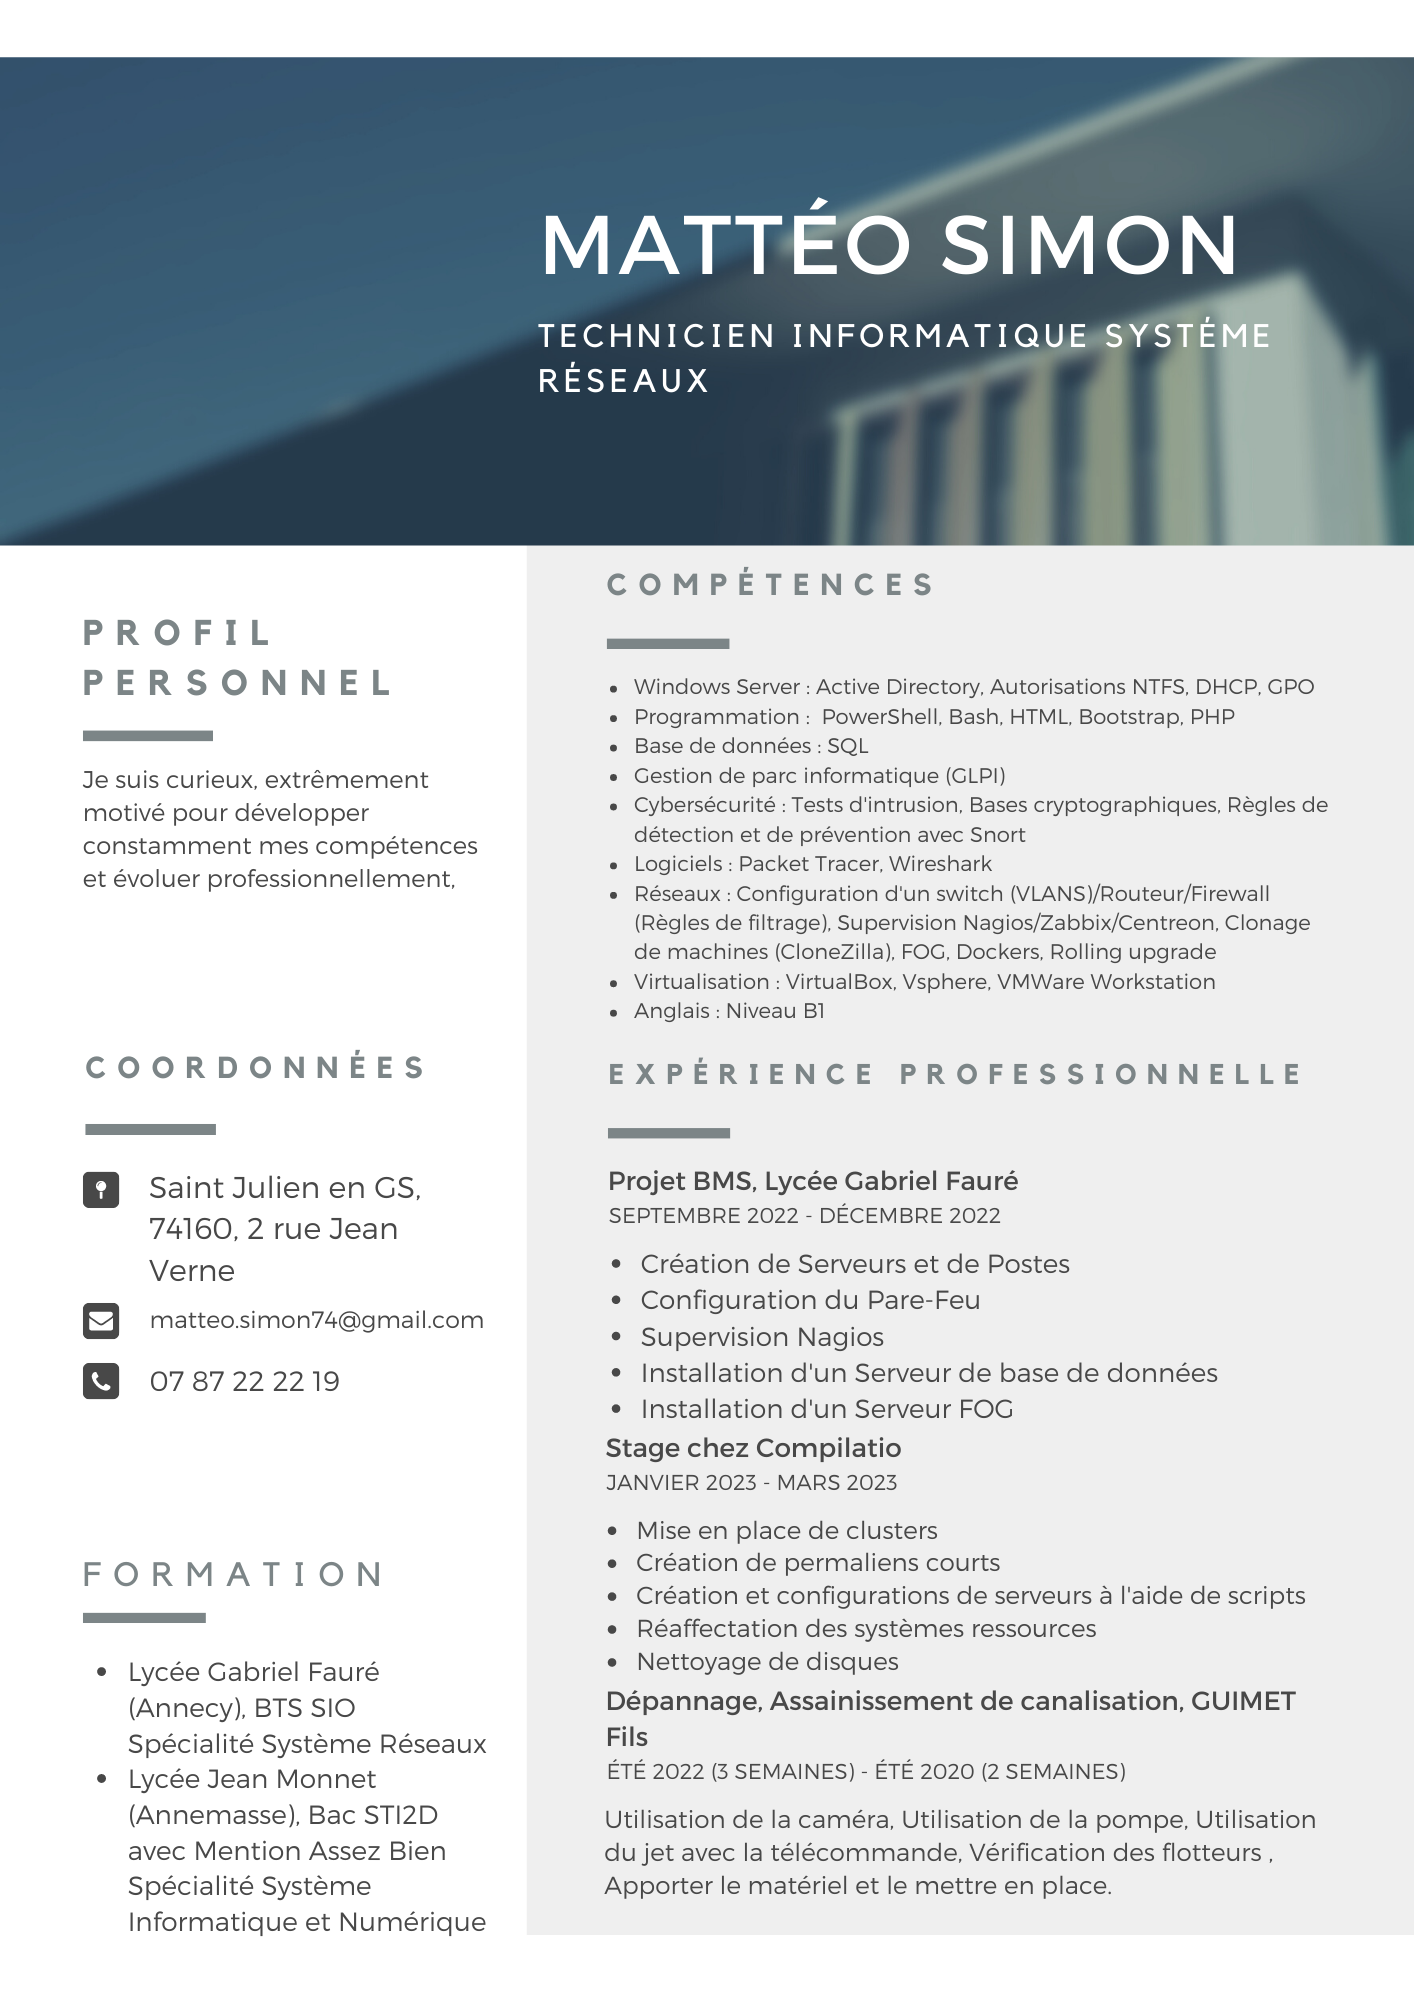 MATTÉO SIMON
TECHNICIEN INFORMATIQUE SYSTÉME
RÉSEAUX
PROFIL
PERSONNEL
Je suis curieux, extrêmement
motivé pour développer
constamment mes compétences
et évoluer professionnellement,
COORDONNÉES
Saint Julien en GS,
74160, 2 rue Jean
Verne
matteo.simon74@gmail.com
07 87 22 22 19
FORMATION
• Lycée Gabriel Fauré
(Annecy), BTS SIO
Spécialité Système Réseaux
• Lycée Jean Monnet
(Annemasse), Bac STI2D
avec Mention Assez Bien
Spécialité Système
Informatique et Numérique
COMPÉTENCES
• Windows Server : Active Directory, Autorisations NTFS, DHCP, GPO
• Programmation :  PowerShell, Bash, HTML, Bootstrap, PHP
• Base de données : SQL
• Gestion de parc informatique (GLPI)
• Cybersécurité : Tests d'intrusion, Bases cryptographiques, Règles de
détection et de prévention avec Snort
• Logiciels : Packet Tracer, Wireshark
• Réseaux : Configuration d'un switch (VLANS)/Routeur/Firewall
(Règles de filtrage), Supervision Nagios/Zabbix/Centreon, Clonage
de machines (CloneZilla), FOG, Dockers, Rolling upgrade
• Virtualisation : VirtualBox, Vsphere, VMWare Workstation
• Anglais : Niveau B1
EXPÉRIENCE PROFESSIONNELLE
Projet BMS, Lycée Gabriel Fauré
SEPTEMBRE 2022 - DÉCEMBRE 2022
• Création de Serveurs et de Postes
• Configuration du Pare-Feu
• Supervision Nagios
• Installation d'un Serveur de base de données
• Installation d'un Serveur FOG
Stage chez Compilatio
JANVIER 2023 - MARS 2023
• Mise en place de clusters
• Création de permaliens courts
• Création et configurations de serveurs à l'aide de scripts
• Réaffectation des systèmes ressources
• Nettoyage de disques
Dépannage, Assainissement de canalisation, GUIMET
Fils
ÉTÉ 2022 (3 SEMAINES) - ÉTÉ 2020 (2 SEMAINES)
Utilisation de la caméra, Utilisation de la pompe, Utilisation
du jet avec la télécommande, Vérification des flotteurs ,
Apporter le matériel et le mettre en place.